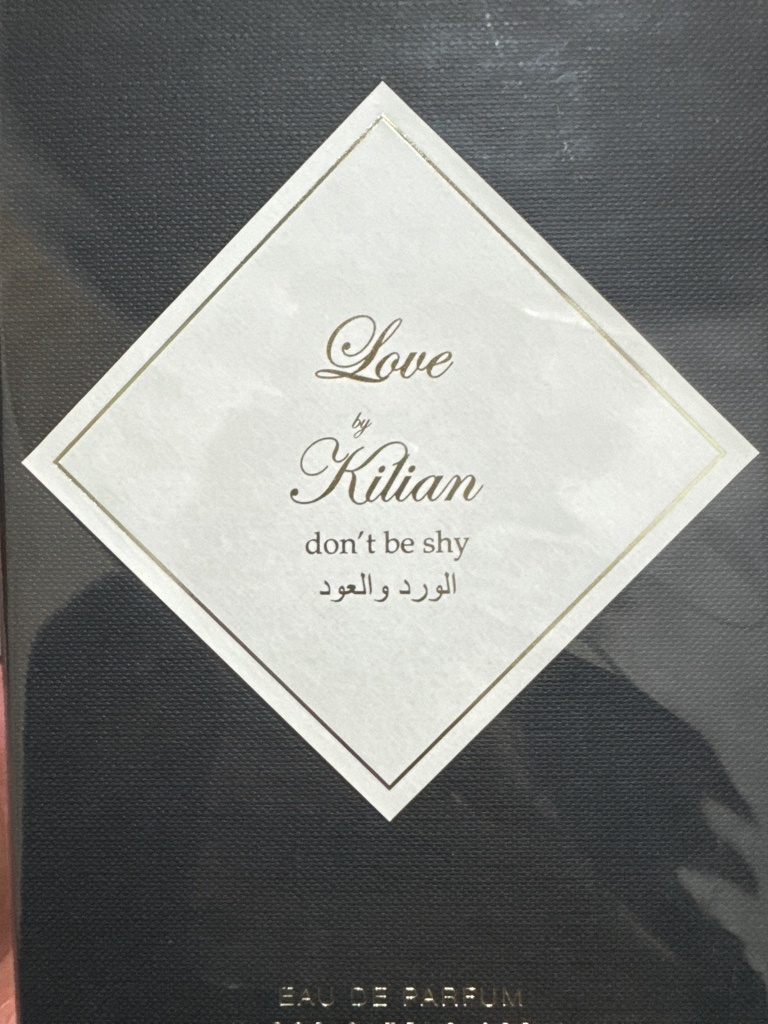 Love
by
Kilian
don't be shy
الورد والعود
EAU DE PARFUM